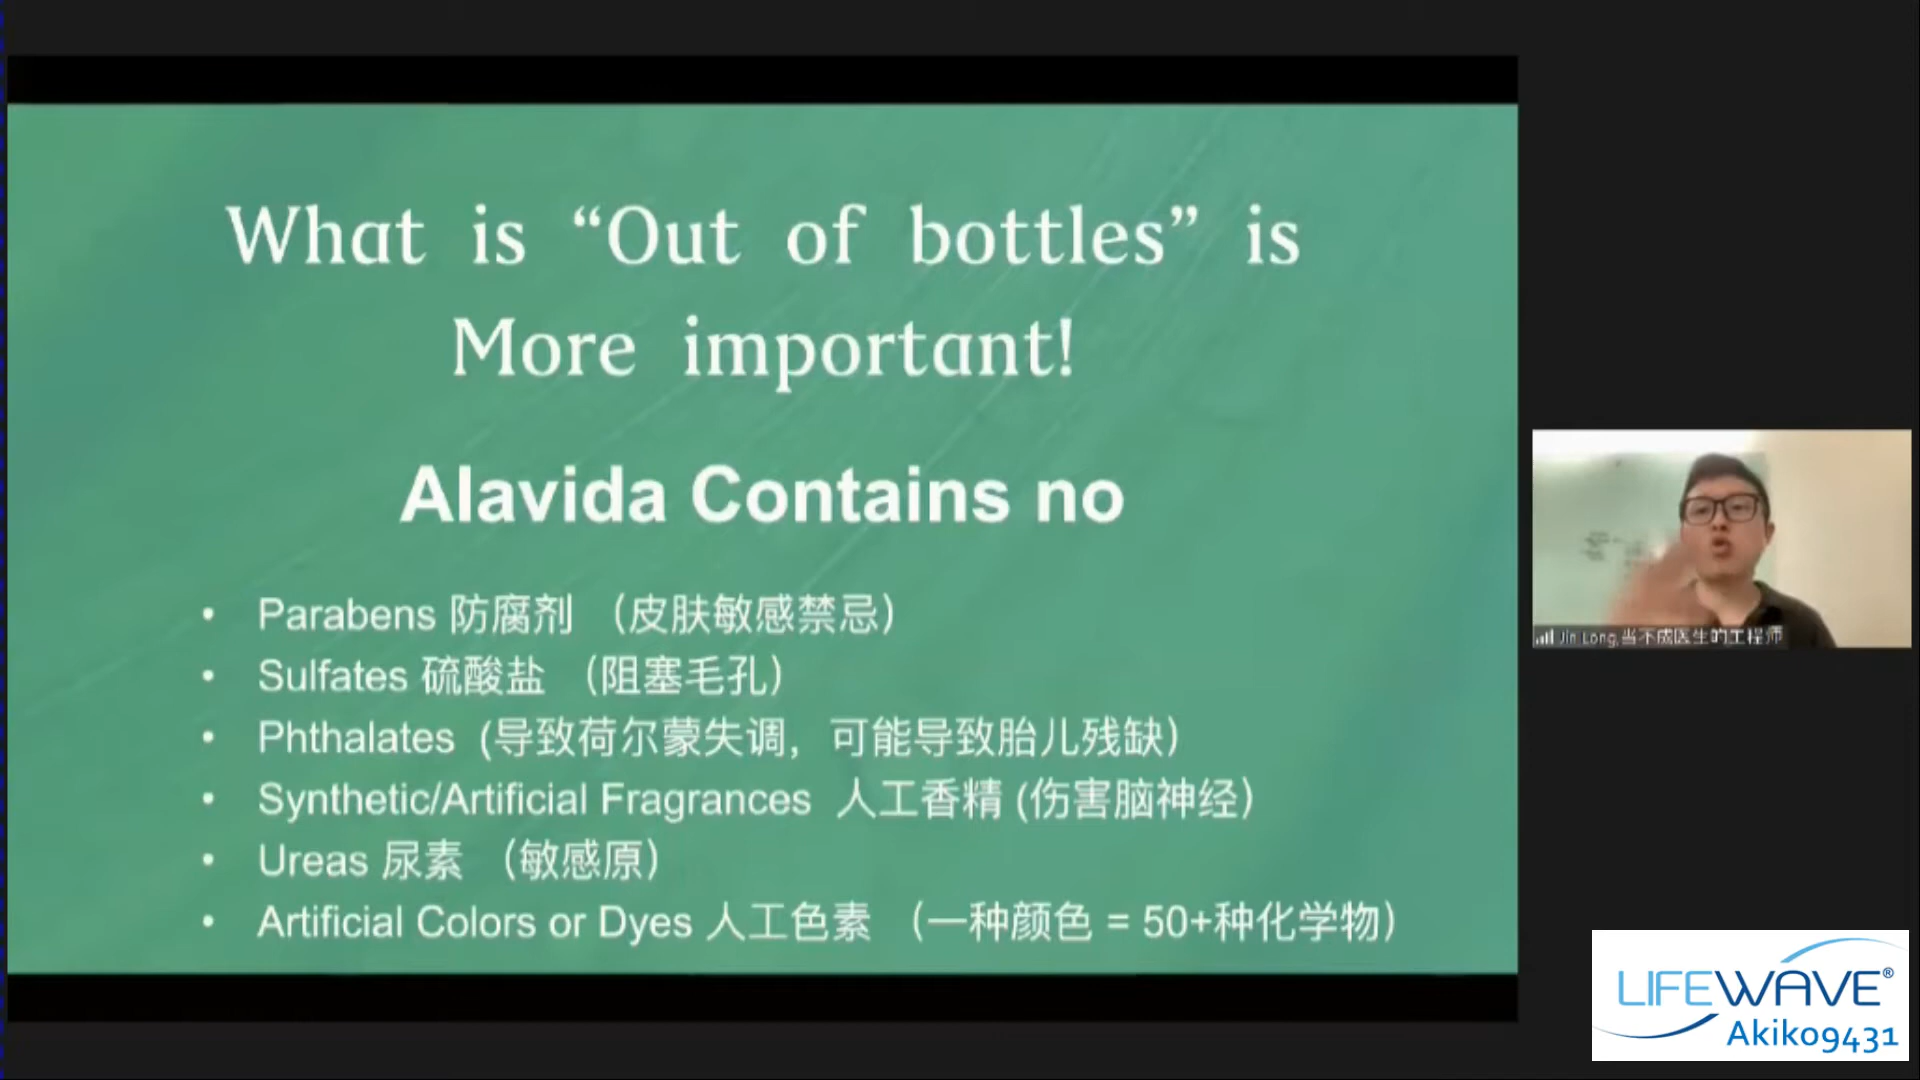 What is “Out of bottles” is
More important!
Alavida Contains no
• Parabens 防腐剂 （皮肤敏感禁忌）
• Sulfates 硫酸盐 （阻塞毛孔）
• Phthalates (导致荷尔蒙失调，可能导致胎儿残缺）
• Synthetic/Artificial Fragrances 人工香精 (伤害脑神经）
• Ureas 尿素 （敏感原）
• Artificial Colors or Dyes 人工色素 （一种颜色 = 50+种化学物）
Jin Long,当不成医生的工程师
LIFEWAVE®
Akiko9431